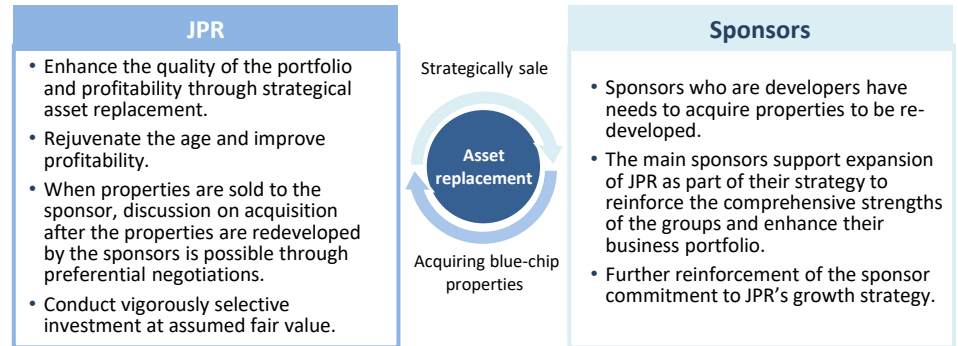 JPR
• Enhance the quality of the portfolio
and profitability through strategical
asset replacement.
• Rejuvenate the age and improve
profitability.
• When properties are sold to the
sponsor, discussion on acquisition
after the properties are redeveloped
by the sponsors is possible through
preferential negotiations.
• Conduct vigorously selective
investment at assumed fair value.
Strategically sale
Asset
replacement
Acquiring blue-chip
properties
Sponsors
• Sponsors who are developers have
needs to acquire properties to be re-
developed.
• The main sponsors support expansion
of JPR as part of their strategy to
reinforce the comprehensive strengths
of the groups and enhance their
business portfolio.
• Further reinforcement of the sponsor
commitment to JPR’s growth strategy.